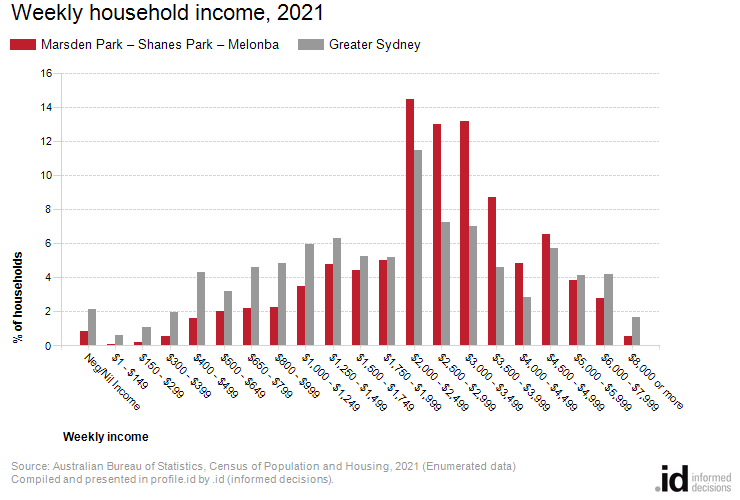 Weekly household income, 2021
Marsden Park – Shanes Park – Melonba
Greater Sydney
% of households
16
14
12
10
8
6
4
2
0
Neg/Nil Income
$1 - $149
$150 - $299
$300 - $399
$400 - $499
$500 - $649
$650 - $799
$800 - $999
$1,000 - $1,249
$1,250 - $1,499
$1,500 - $1,749
$1,750 - $1,999
$2,000 - $2,499
$2,500 - $2,999
$3,000 - $3,499
$3,500 - $3,999
$4,000 - $4,499
$4,500 - $4,999
$5,000 - $5,999
$6,000 - $7,999
$8,000 or more
Weekly income
Source: Australian Bureau of Statistics, Census of Population and Housing, 2021 (Enumerated data)
Compiled and presented in profile.id by .id (informed decisions).
.id informed
decisions